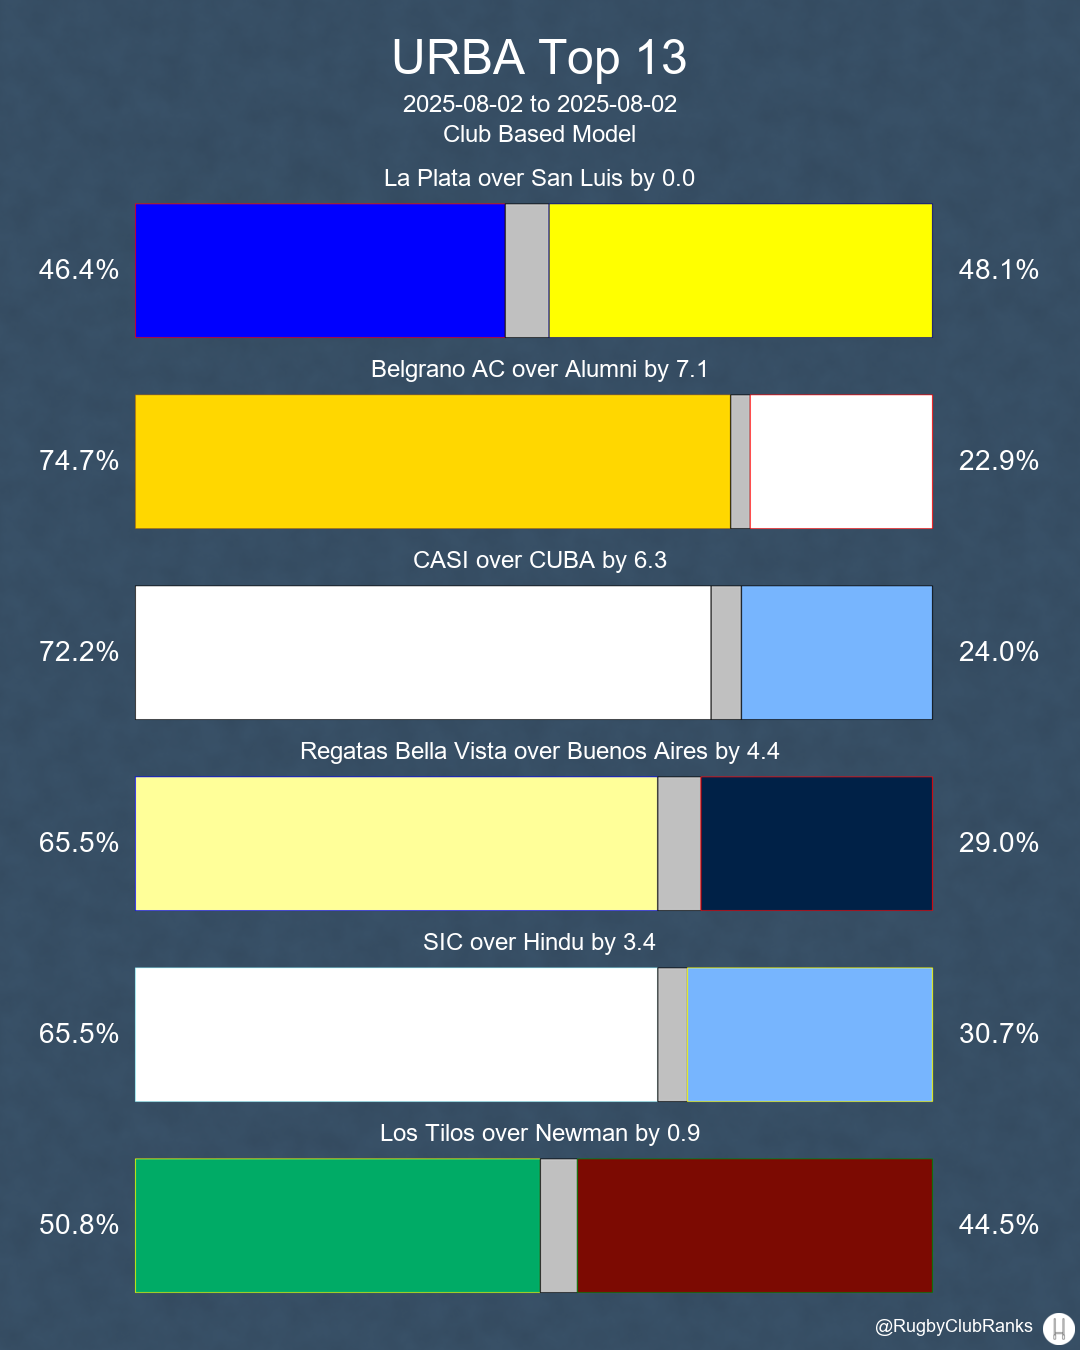 URBA Top 13
2025-08-02 to 2025-08-02
Club Based Model
La Plata over San Luis by 0.0
46.4%
48.1%
Belgrano AC over Alumni by 7.1
74.7%
22.9%
CASI over CUBA by 6.3
72.2%
24.0%
Regatas Bella Vista over Buenos Aires by 4.4
65.5%
29.0%
SIC over Hindu by 3.4
65.5%
30.7%
Los Tilos over Newman by 0.9
50.8%
44.5%
@RugbyClubRanks